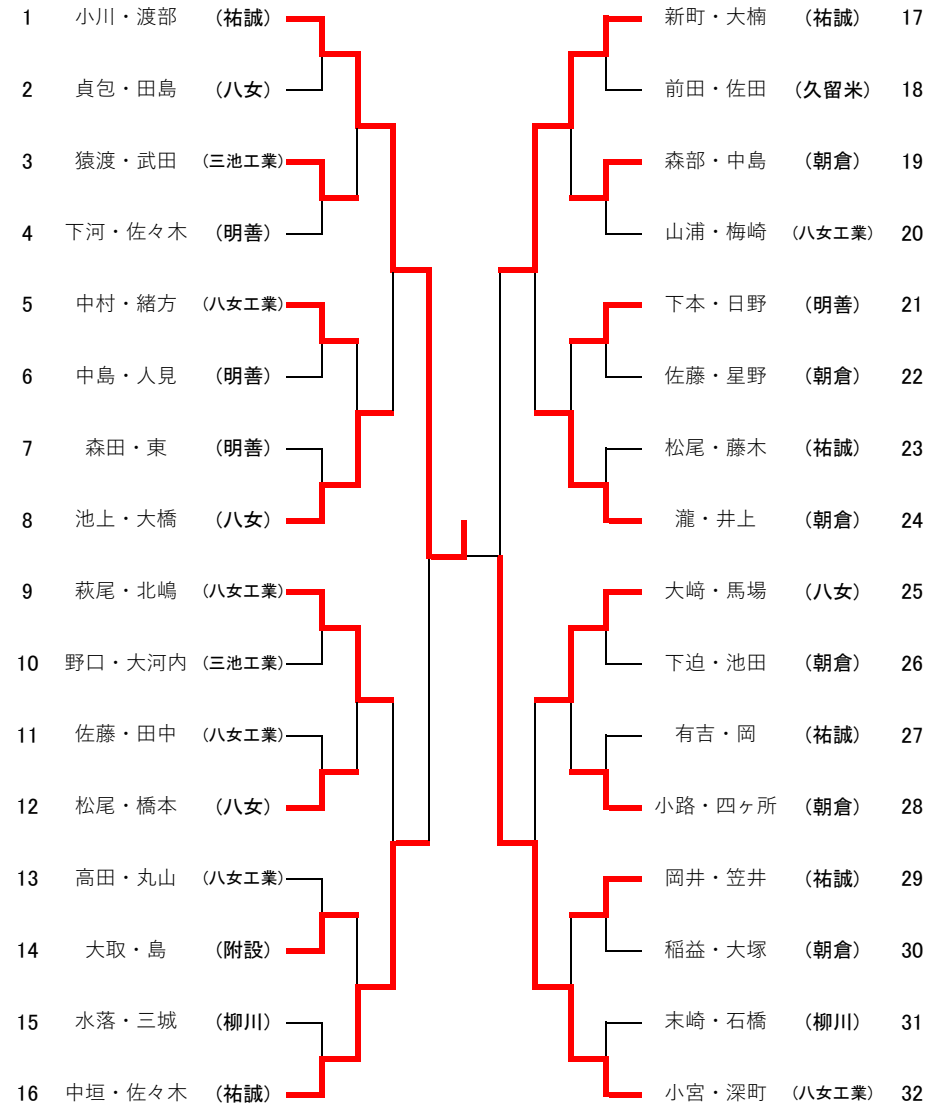 1 小川・渡部 (祐誠) 新町・大楠 (祐誠) 17
2 貞包・田島 (八女) 前田・佐田 (久留米) 18
3 猿渡・武田 (三池工業) 森部・中島 (朝倉) 19
4 下河・佐々木 (明善) 山浦・梅崎 (八女工業) 20
5 中村・緒方 (八女工業) 下本・日野 (明善) 21
6 中島・人見 (明善) 佐藤・星野 (朝倉) 22
7 森田・東 (明善) 松尾・藤木 (祐誠) 23
8 池上・大橋 (八女) 瀧・井上 (朝倉) 24
9 萩尾・北嶋 (八女工業) 大﨑・馬場 (八女) 25
10 野口・大河内 (三池工業) 下迫・池田 (朝倉) 26
11 佐藤・田中 (八女工業) 有吉・岡 (祐誠) 27
12 松尾・橋本 (八女) 小路・四ヶ所 (朝倉) 28
13 高田・丸山 (八女工業) 岡井・笠井 (祐誠) 29
14 大取・島 (附設) 稲益・大塚 (朝倉) 30
15 水落・三城 (柳川) 末崎・石橋 (柳川) 31
16 中垣・佐々木 (祐誠) 小宮・深町 (八女工業) 32